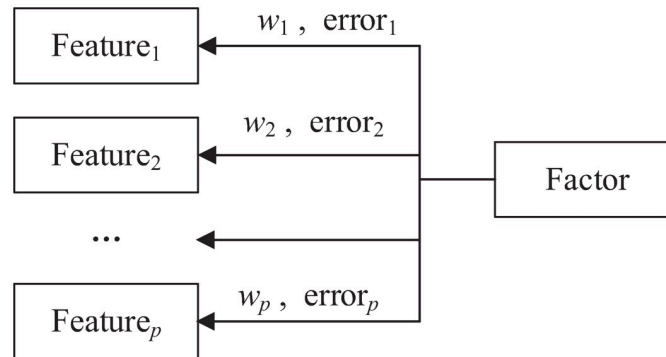 w₁ , error₁
Feature₁
w₂ , error₂
Feature₂
Factor
...
wₚ , errorₚ
Featureₚ